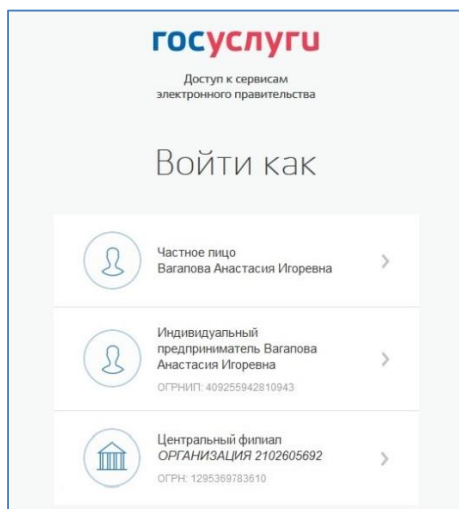 госуслуги
Доступ к сервисам
электронного правительства
Войти как
Частное лицо
Вагапова Анастасия Игоревна
Индивидуальный
предприниматель Вагапова
Анастасия Игоревна
ОГРНИП: 409255942810943
Центральный филиал
ОРГАНИЗАЦИЯ 2102605692
ОГРН: 1295369783610